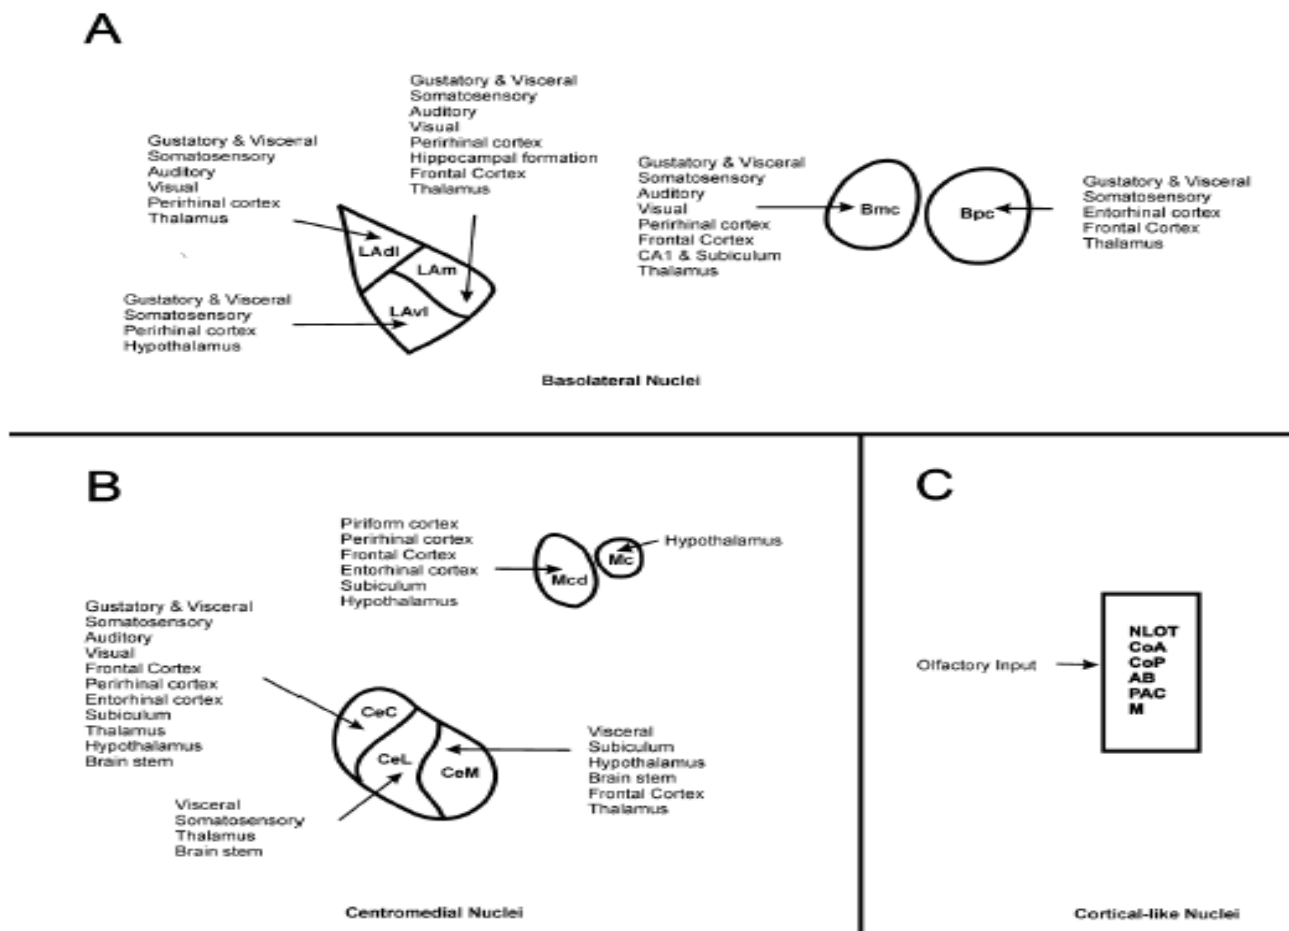 A
Gustatory & Visceral
Somatosensory
Auditory
Visual
Perirhinal cortex
Thalamus
Gustatory & Visceral
Somatosensory
Auditory
Visual
Perirhinal cortex
Hippocampal formation
Frontal Cortex
Thalamus
LAdl
LAm
LAvl
Gustatory & Visceral
Somatosensory
Perirhinal cortex
Hypothalamus
Gustatory & Visceral
Somatosensory
Auditory
Visual
Perirhinal cortex
Frontal Cortex
CA1 & Subiculum
Thalamus
Bmc
Bpc
Gustatory & Visceral
Somatosensory
Entorhinal cortex
Frontal Cortex
Thalamus
Basolateral Nuclei
B
Piriform cortex
Perirhinal cortex
Frontal Cortex
Entorhinal cortex
Subiculum
Hypothalamus
Mcd
Mc
Hypothalamus
Gustatory & Visceral
Somatosensory
Auditory
Visual
Frontal Cortex
Perirhinal cortex
Entorhinal cortex
Subiculum
Thalamus
Hypothalamus
Brain stem
CeC
CeL
CeM
Visceral
Somatosensory
Thalamus
Brain stem
Visceral
Subiculum
Hypothalamus
Brain stem
Frontal Cortex
Thalamus
Centromedial Nuclei
C
Olfactory Input
NLOT
CoA
CoP
AB
PAC
M
Cortical-like Nuclei